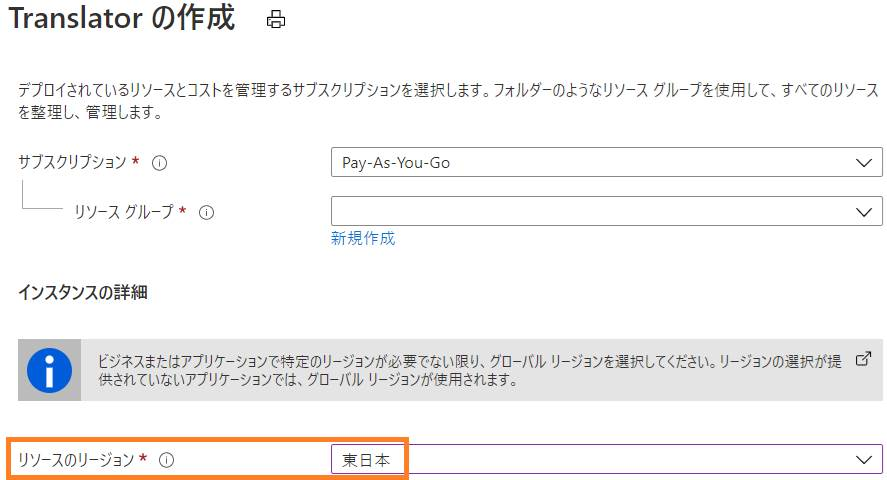 Translator の作成
デプロイされているリソースとコストを管理するサブスクリプションを選択します。フォルダーのようなリソース グループを使用して、すべてのリソース
を整理し、管理します。
サブスクリプション *
Pay-As-You-Go
リソース グループ *
新規作成
インスタンスの詳細
ビジネスまたはアプリケーションで特定のリージョンが必要でない限り、グローバル リージョンを選択してください。リージョンの選択が提
供されていないアプリケーションでは、グローバル リージョンが使用されます。
リソースのリージョン *
東日本